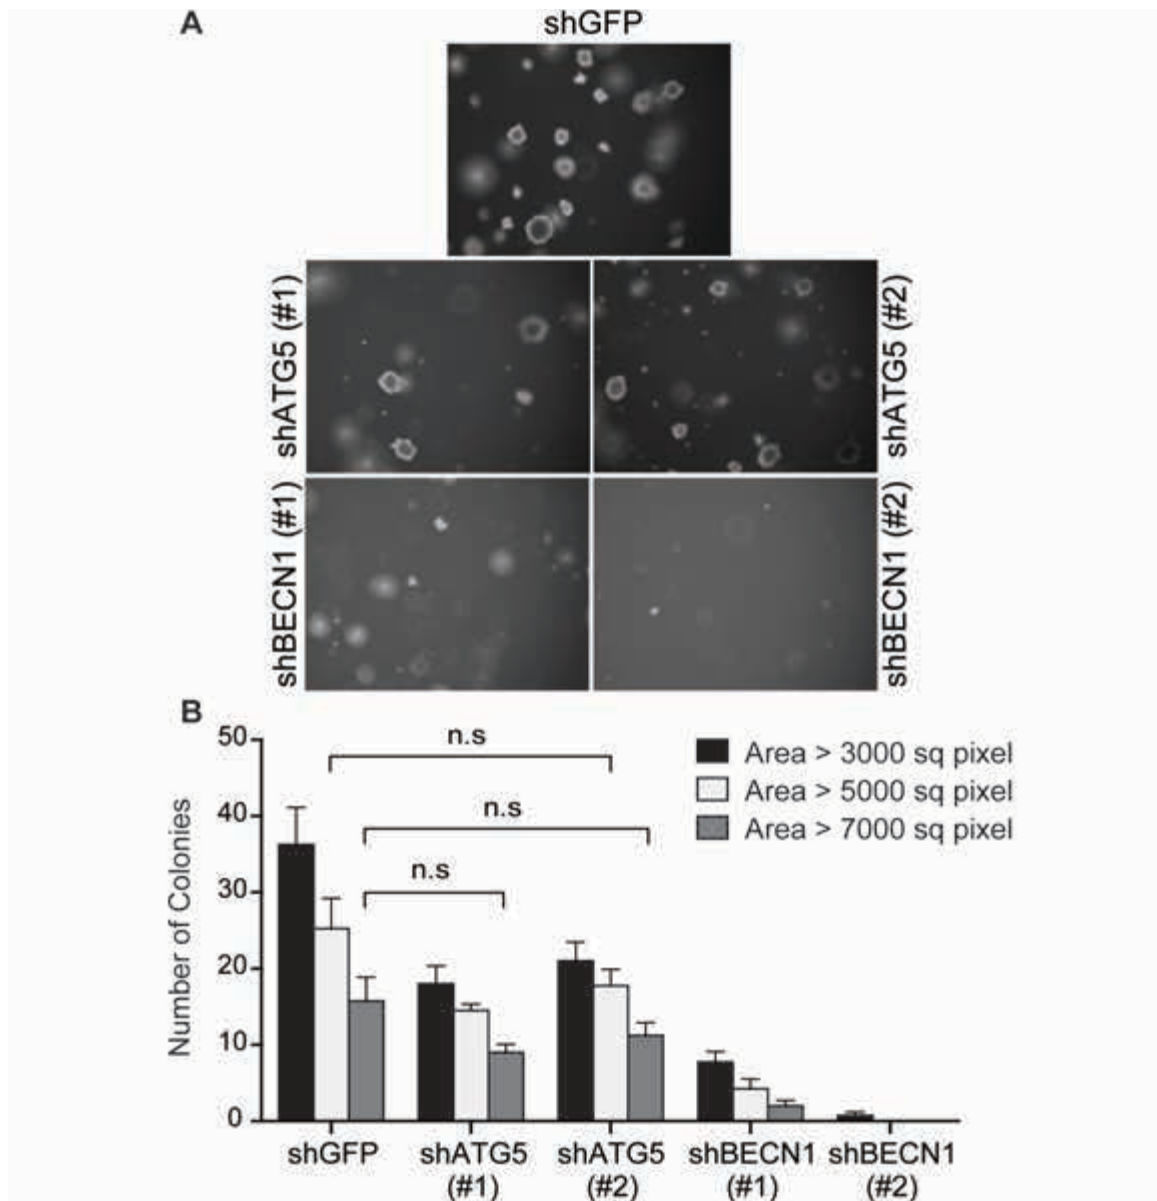 A
shGFP
shATG5 (#1)
shATG5 (#2)
shBECN1 (#1)
shBECN1 (#2)
B
n.s
n.s
n.s
Area > 3000 sq pixel
Area > 5000 sq pixel
Area > 7000 sq pixel
Number of Colonies
50
40
30
20
10
0
shGFP
shATG5
(#1)
shATG5
(#2)
shBECN1
(#1)
shBECN1
(#2)